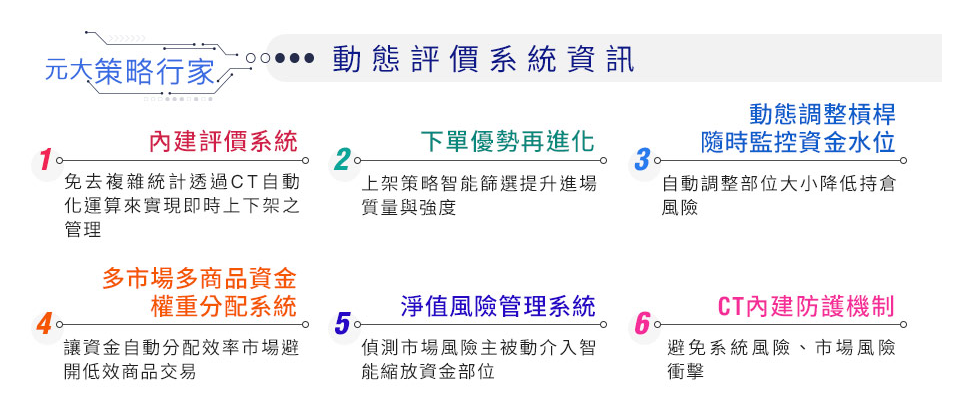 元大策略行家
動態評價系統資訊
1
內建評價系統
免去複雜統計透過CT自動
化運算來實現即時上下架之
管理
2
下單優勢再進化
上架策略智能篩選提升進場
質量與強度
3
動態調整槓桿
隨時監控資金水位
自動調整部位大小降低持倉
風險
4
多市場多商品資金
權重分配系統
讓資金自動分配效率市場避
開低效商品交易
5
淨值風險管理系統
偵測市場風險主被動介入智
能縮放資金部位
6
CT內建防護機制
避免系統風險、市場風險
衝擊